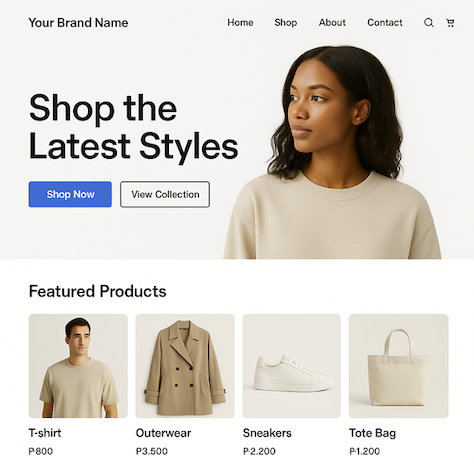 Your Brand Name
Home Shop About Contact
Shop the
Latest Styles
Shop Now View Collection
Featured Products
T-shirt Outerwear Sneakers Tote Bag
P·800 P3.500 P·2.200 P·1.200